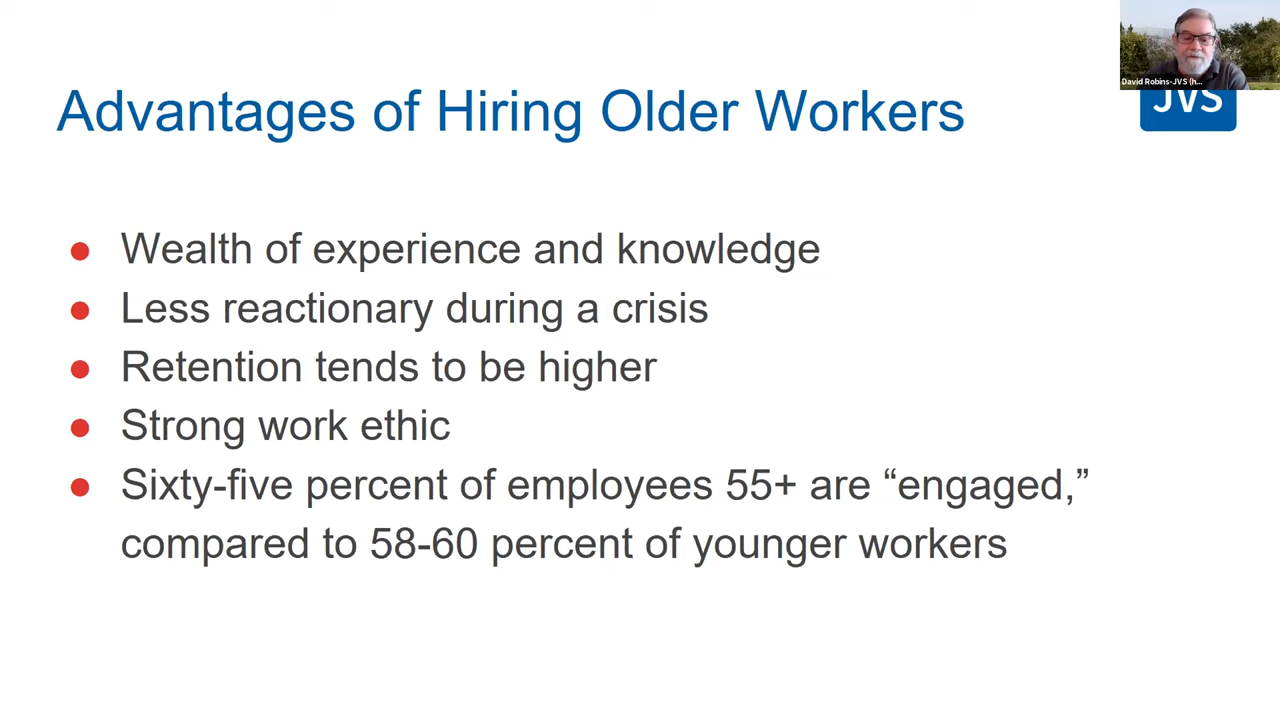 David Robins-JVS (h...
JVS
Advantages of Hiring Older Workers
● Wealth of experience and knowledge
● Less reactionary during a crisis
● Retention tends to be higher
● Strong work ethic
● Sixty-five percent of employees 55+ are “engaged,”
compared to 58-60 percent of younger workers